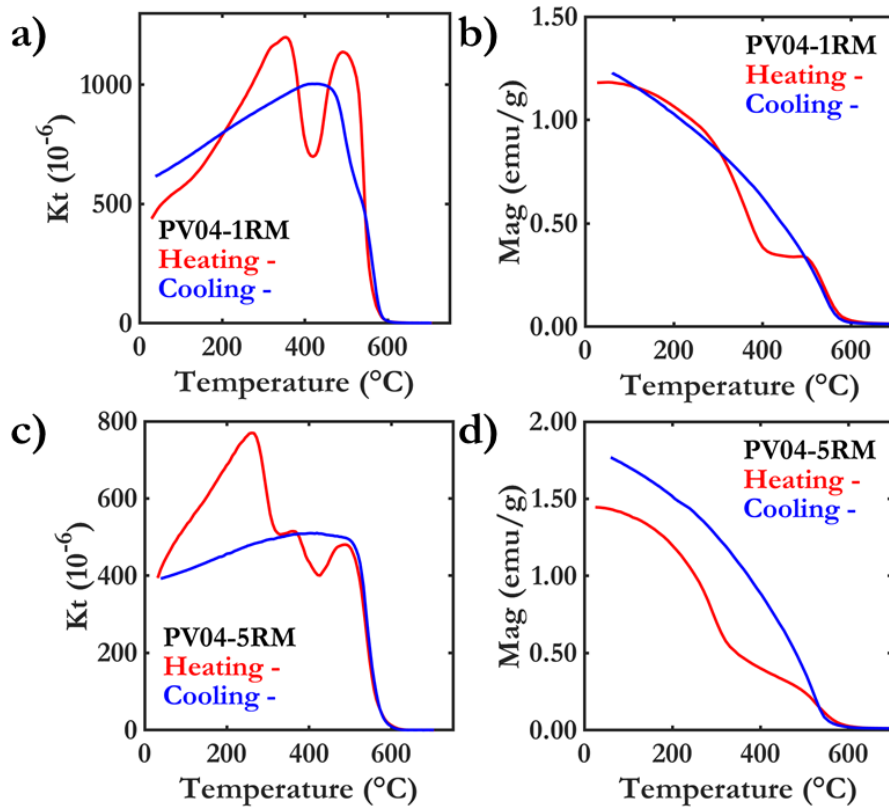 a)
Kt (10⁻⁶)
1000
500
0
PV04-1RM
Heating -
Cooling -
0 200 400 600
Temperature (°C)
b)
Mag (emu/g)
1.50
1.00
0.50
0.00
PV04-1RM
Heating -
Cooling -
0 200 400 600
Temperature (°C)
c)
Kt (10⁻⁶)
800
600
400
200
0
PV04-5RM
Heating -
Cooling -
0 200 400 600
Temperature (°C)
d)
Mag (emu/g)
2.00
1.50
1.00
0.50
0.00
PV04-5RM
Heating -
Cooling -
0 200 400 600
Temperature (°C)